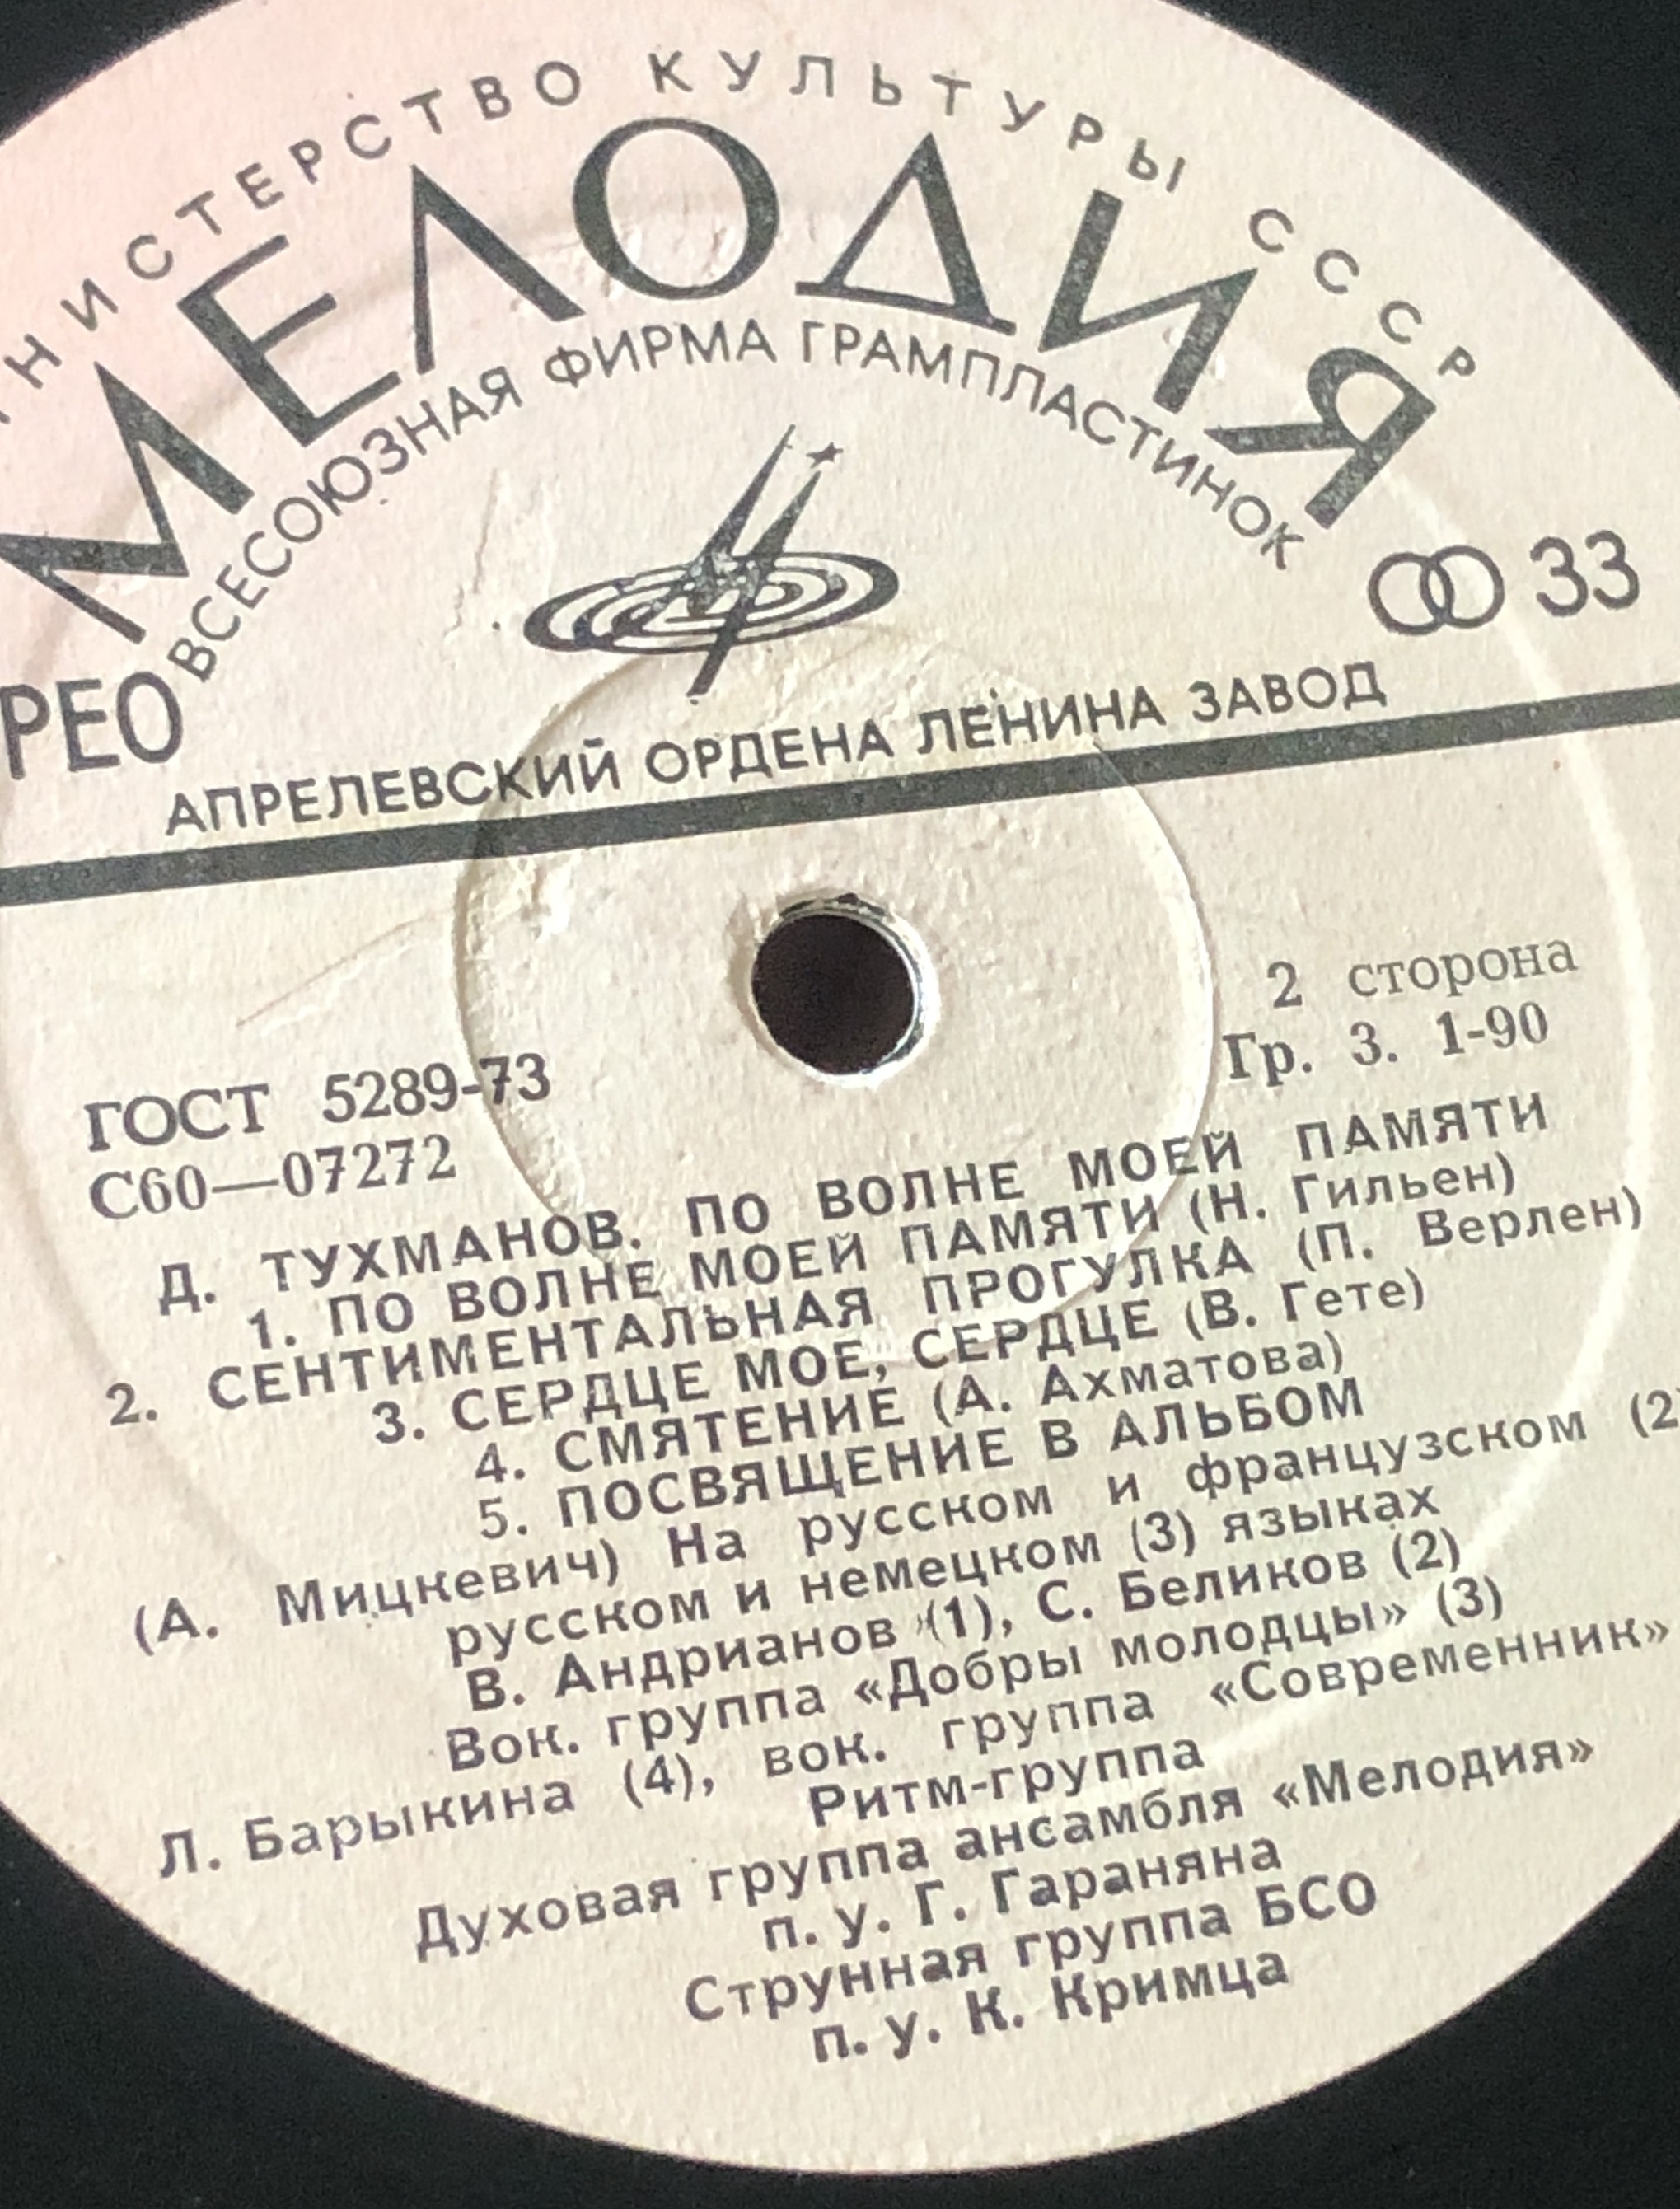 НИСТЕРСТВО КУЛЬТУРЫ СССР
МЕЛОДИЯ
ВСЕСОЮЗНАЯ ФИРМА ГРАМПЛАСТИНОК
РЕО
33
АПРЕЛЕВСКИЙ ОРДЕНА ЛЕНИНА ЗАВОД
2 сторона
ГОСТ 5289-73
Гр. 3. 1-90
С60—07272
Д. ТУХМАНОВ. ПО ВОЛНЕ МОЕЙ ПАМЯТИ
1. ПО ВОЛНЕ МОЕЙ ПАМЯТИ (Н. Гильен)
2. СЕНТИМЕНТАЛЬНАЯ ПРОГУЛКА (П. Верлен)
3. СЕРДЦЕ МОЕ, СЕРДЦЕ (В. Гете)
4. СМЯТЕНИЕ (А. Ахматова)
5. ПОСВЯЩЕНИЕ В АЛЬБОМ
(А. Мицкевич) На русском и французском (2
русском и немецком (3) языках
В. Андрианов (1), С. Беликов (2)
Вок. группа «Добры молодцы» (3)
Л. Барыкина (4), вок. группа «Современник»
Ритм-группа
Духовая группа ансамбля «Мелодия»
п. у. Г. Гараняна
Струнная группа БСО
п. у. К. Кримца